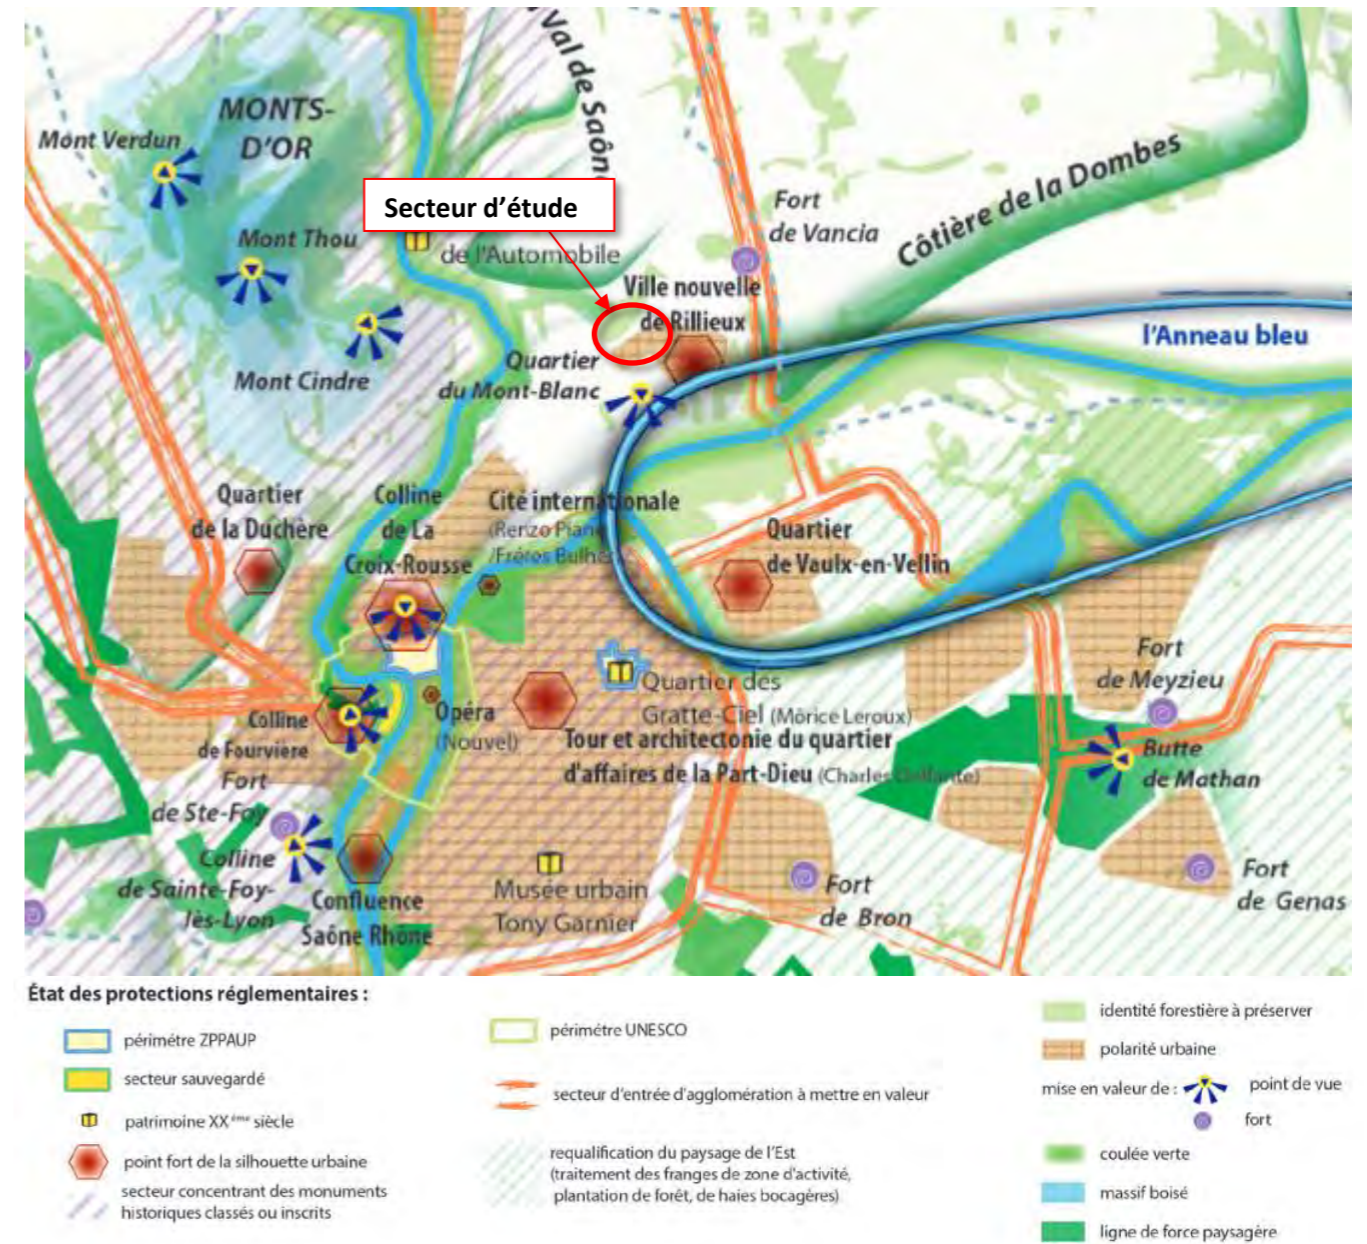 Val de Saône
MONTS-
D'OR
Mont Verdun
Secteur d'étude
Mont Thou
de l'Automobile
Fort
de Vancia
Côtière de la Dombes
Ville nouvelle
de Rillieux
l'Anneau bleu
Mont Cindre
Quartier
du Mont-Blanc
Quartier
de la Duchère
Colline
de La
Croix-Rousse
Cité internationale
(Renzo Piano
/Fréres Bulher
Quartier
de Vaulx-en-Vellin
Fort
de Meyzieu
Quartier des
Gratte-Ciel (Môrice Leroux)
Opéra
(Nouvel)
Colline
de Fourvière
Tour et architectonie du quartier
d'affaires de la Part-Dieu (Charles Delfante)
Butte
de Mathan
Fort
de Ste-Foy
Colline
de Sainte-Foy-
lès-Lyon
Confluence
Saône Rhône
Musée urbain
Tony Garnier
Fort
de Bron
Fort
de Genas
État des protections réglementaires :
périmétre ZPPAUP
secteur sauvegardé
patrimoine XXème siècle
point fort de la silhouette urbaine
secteur concentrant des monuments
historiques classés ou inscrits
périmétre UNESCO
secteur d'entrée d'agglomération à mettre en valeur
requalification du paysage de l'Est
(traitement des franges de zone d'activité,
plantation de forêt, de haies bocagères)
identité forestière à préserver
polarité urbaine
mise en valeur de : point de vue
fort
coulée verte
massif boisé
ligne de force paysagère